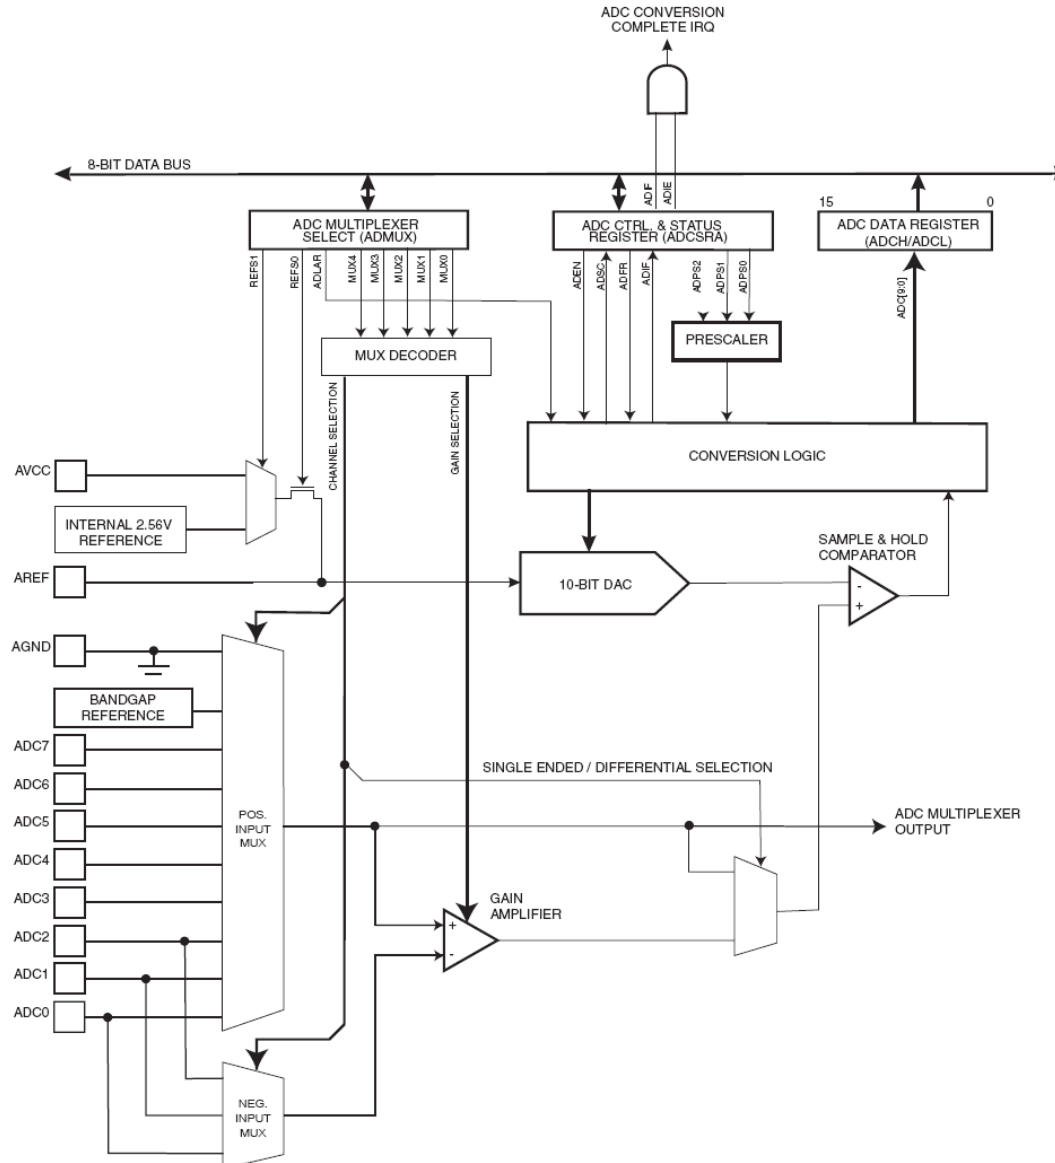 ADC CONVERSION
COMPLETE IRQ
8-BIT DATA BUS
ADIF
ADIE
15
0
ADC MULTIPLEXER
SELECT (ADMUX)
ADC CTRL. & STATUS
REGISTER (ADCSRA)
ADC DATA REGISTER
(ADCH/ADCL)
REFS1
REFS0
ADLAR
MUX4
MUX3
MUX2
MUX1
MUX0
ADEN
ADSC
ADFR
ADIF
ADPS2
ADPS1
ADPS0
ADC[9:0]
MUX DECODER
PRESCALER
CHANNEL SELECTION
GAIN SELECTION
CONVERSION LOGIC
AVCC
INTERNAL 2.56V
REFERENCE
SAMPLE & HOLD
COMPARATOR
AREF
10-BIT DAC
-
+
AGND
BANDGAP
REFERENCE
ADC7
SINGLE ENDED / DIFFERENTIAL SELECTION
ADC6
ADC5
POS.
INPUT
MUX
ADC MULTIPLEXER
OUTPUT
ADC4
ADC3
GAIN
AMPLIFIER
+
-
ADC2
ADC1
ADC0
NEG.
INPUT
MUX